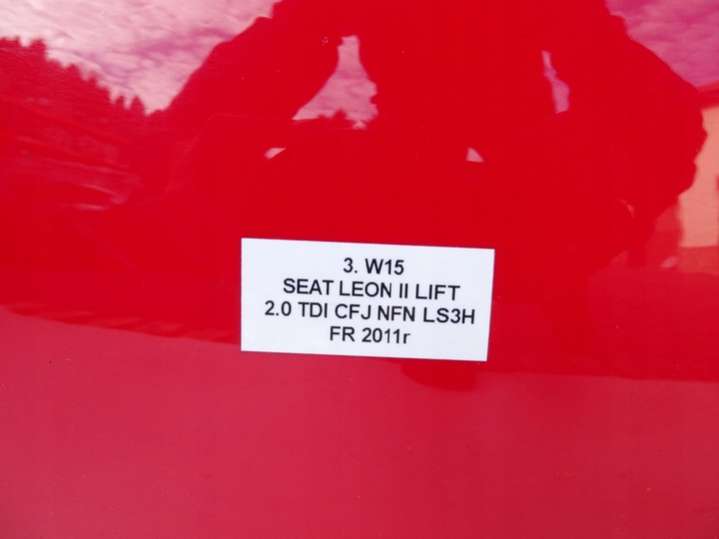 3. W15
SEAT LEON II LIFT
2.0 TDI CFJ NFN LS3H
FR 2011r